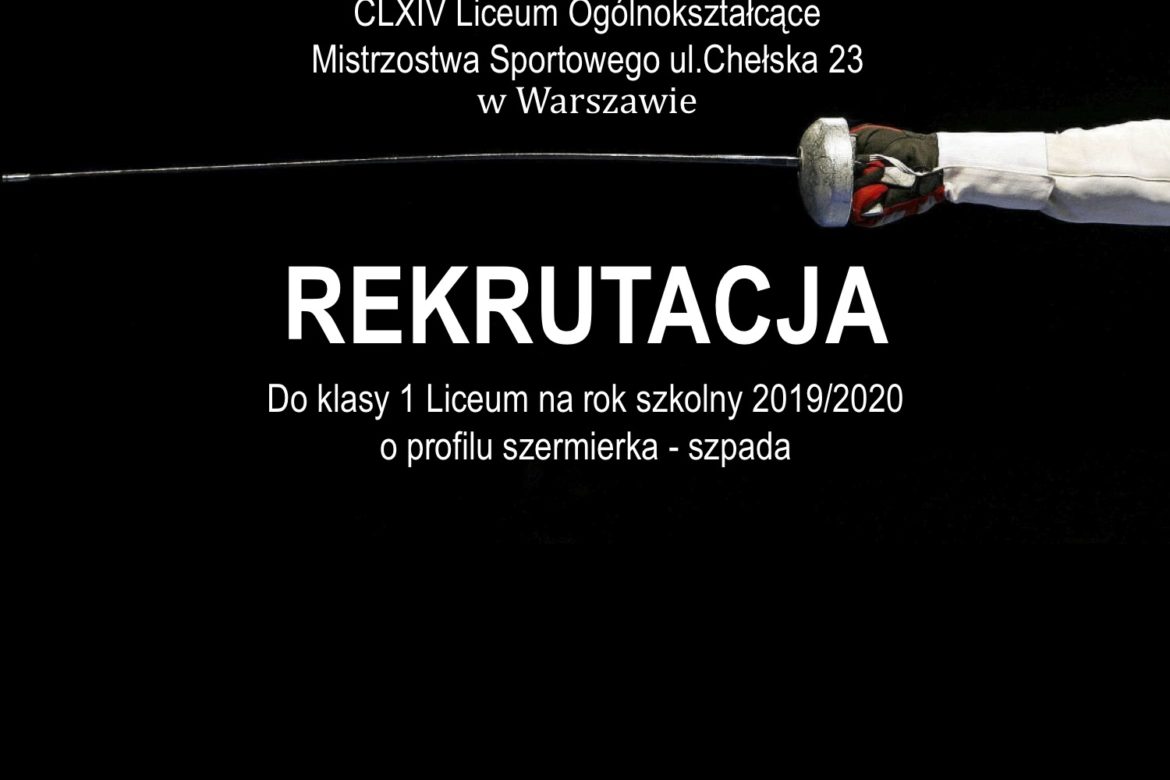 CLXIV Liceum Ogólnokształcące
Mistrzostwa Sportowego ul.Chełska 23
w Warszawie
REKRUTACJA
Do klasy 1 Liceum na rok szkolny 2019/2020
o profilu szermierka - szpada